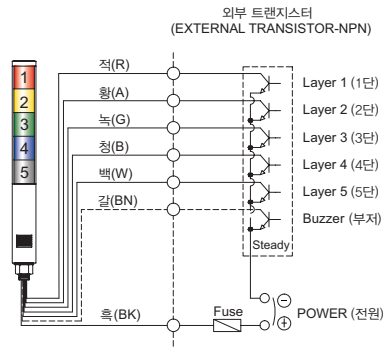 외부 트랜지스터
(EXTERNAL TRANSISTOR-NPN)
적(R)
Layer 1 (1단)
황(A)
Layer 2 (2단)
녹(G)
Layer 3 (3단)
청(B)
Layer 4 (4단)
백(W)
Layer 5 (5단)
갈(BN)
Buzzer (부저)
Steady
1
2
3
4
5
흑(BK)
Fuse
POWER (전원)